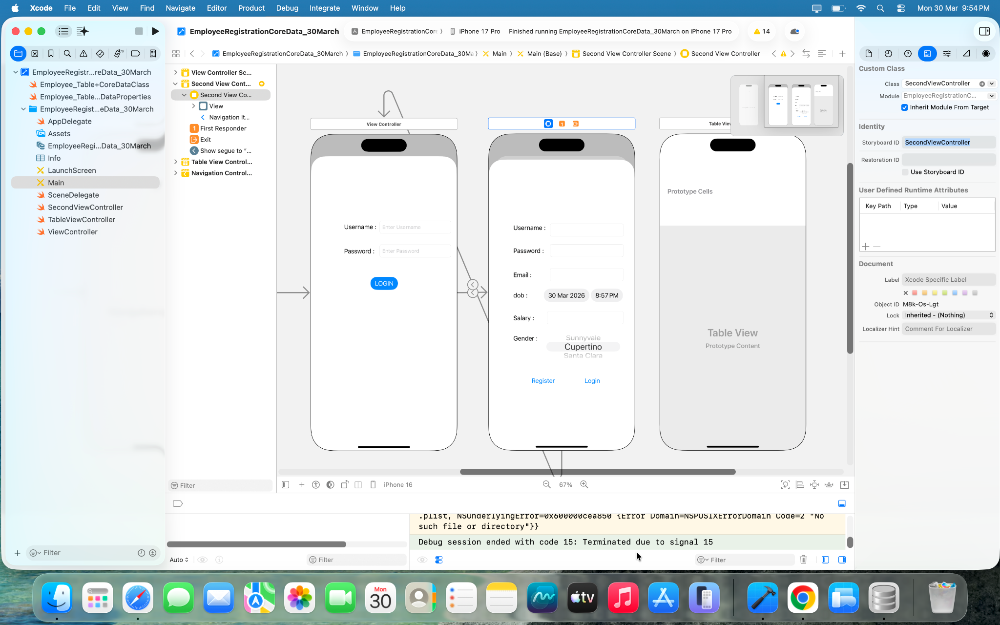 Xcode File Edit View Find Navigate Editor Product Debug Integrate Window Help
Mon 30 Mar 9:54 PM
EmployeeRegistrationCoreData_30March
EmployeeRegistrationCore
iPhone 17 Pro
Finished running EmployeeRegistrationCoreData_30March on iPhone 17 Pro
14
EmployeeRegistrationCoreData_30March
EmployeeRegistrationCoreData_30Ma
Main
Main (Base)
Second View Controller Scene
Second View Controller
EmployeeRegistr...reData_30March
Employee_Table+CoreDataClass
Employee_Table...DataProperties
EmployeeRegist...eData_30March
AppDelegate
Assets
EmployeeRegi...Data_30March
Info
LaunchScreen
Main
SceneDelegate
SecondViewController
TableViewController
ViewController
Filter
View Controller Sc...
Second View Cont...
Second View Co...
View
Navigation It...
First Responder
Exit
Show segue to “...
Table View Control...
Navigation Control...
Filter
View Controller
Username :
Enter Username
Password :
Enter Password
LOGIN
Username :
Password :
Email :
dob :
30 Mar 2026
8:57 PM
Salary :
Gender :
Sunnyvale
Cupertino
Santa Clara
Register
Login
Table View
Prototype Cells
Table View
Prototype Content
iPhone 16
67%
Custom Class
Class
SecondViewController
Module
EmployeeRegistrationC...
Inherit Module From Target
Identity
Storyboard ID
SecondViewController
Restoration ID
Use Storyboard ID
User Defined Runtime Attributes
Key Path
Type
Value
Document
Label
Xcode Specific Label
Object ID
M8k-Os-Lgt
Lock
Inherited - (Nothing)
Localizer Hint
Comment For Localizer
.plist, NSUnderlyingError=0x600000cea850 {Error Domain=NSPOSIXErrorDomain Code=2 "No
such file or directory"}}
Debug session ended with code 15: Terminated due to signal 15
Auto
Filter
Filter
Mon
30
tv